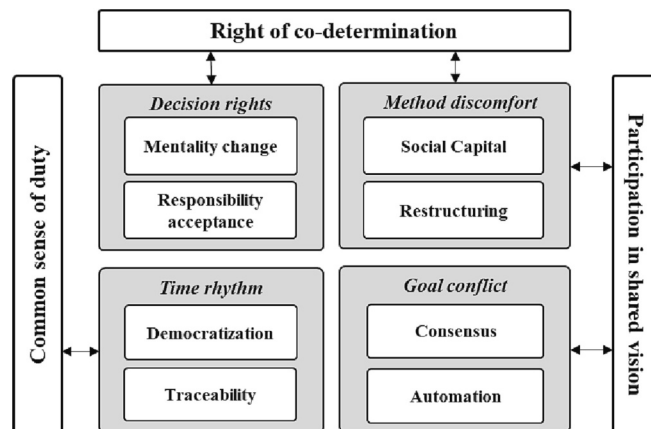 Right of co-determination
Common sense of duty
Decision rights
Mentality change
Responsibility
acceptance
Method discomfort
Social Capital
Restructuring
Time rhythm
Democratization
Traceability
Goal conflict
Consensus
Automation
Participation in shared vision